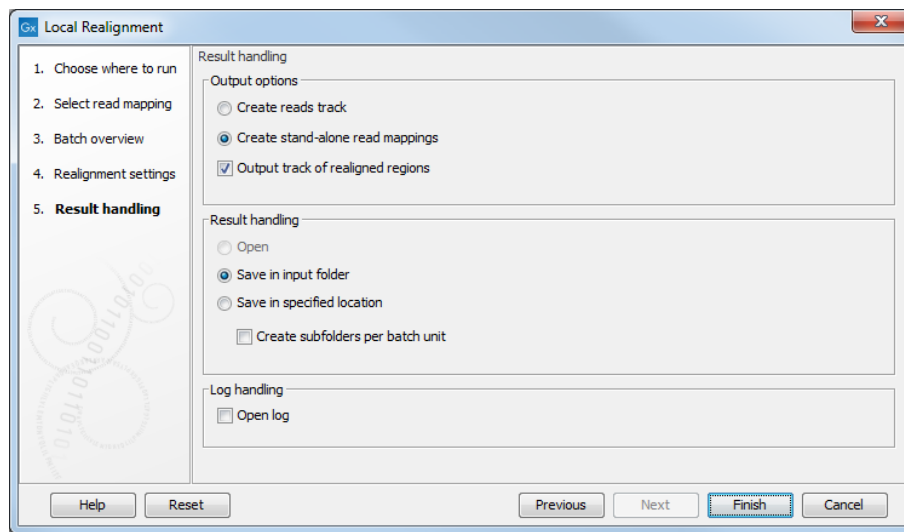 Gx Local Realignment
1. Choose where to run
2. Select read mapping
3. Batch overview
4. Realignment settings
5. Result handling
Result handling
Output options
Create reads track
Create stand-alone read mappings
Output track of realigned regions
Result handling
Open
Save in input folder
Save in specified location
Create subfolders per batch unit
Log handling
Open log
Help Reset Previous Next Finish Cancel